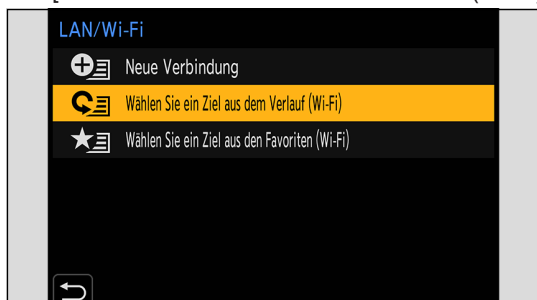 LAN/Wi-Fi
Neue Verbindung
Wählen Sie ein Ziel aus dem Verlauf (Wi-Fi)
Wählen Sie ein Ziel aus den Favoriten (Wi-Fi)